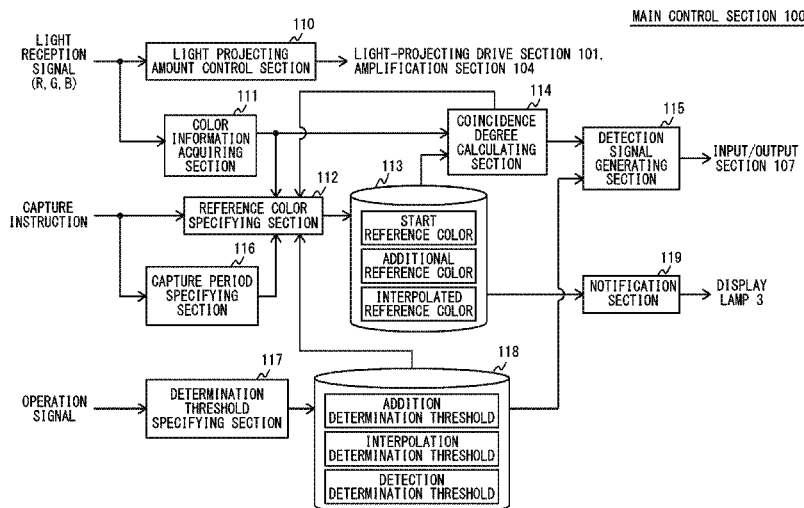 MAIN CONTROL SECTION 100
110
LIGHT
RECEPTION
SIGNAL
(R, G, B)
LIGHT PROJECTING
AMOUNT CONTROL SECTION
LIGHT-PROJECTING DRIVE SECTION 101,
AMPLIFICATION SECTION 104
111
COLOR
INFORMATION
ACQUIRING
SECTION
114
COINCIDENCE
DEGREE
CALCULATING
SECTION
115
DETECTION
SIGNAL
GENERATING
SECTION
INPUT/OUTPUT
SECTION 107
112
113
CAPTURE
INSTRUCTION
REFERENCE COLOR
SPECIFYING SECTION
START
REFERENCE COLOR
ADDITIONAL
REFERENCE COLOR
INTERPOLATED
REFERENCE COLOR
116
CAPTURE PERIOD
SPECIFYING
SECTION
119
NOTIFICATION
SECTION
DISPLAY
LAMP 3
117
118
OPERATION
SIGNAL
DETERMINATION
THRESHOLD
SPECIFYING SECTION
ADDITION
DETERMINATION THRESHOLD
INTERPOLATION
DETERMINATION THRESHOLD
DETECTION
DETERMINATION THRESHOLD